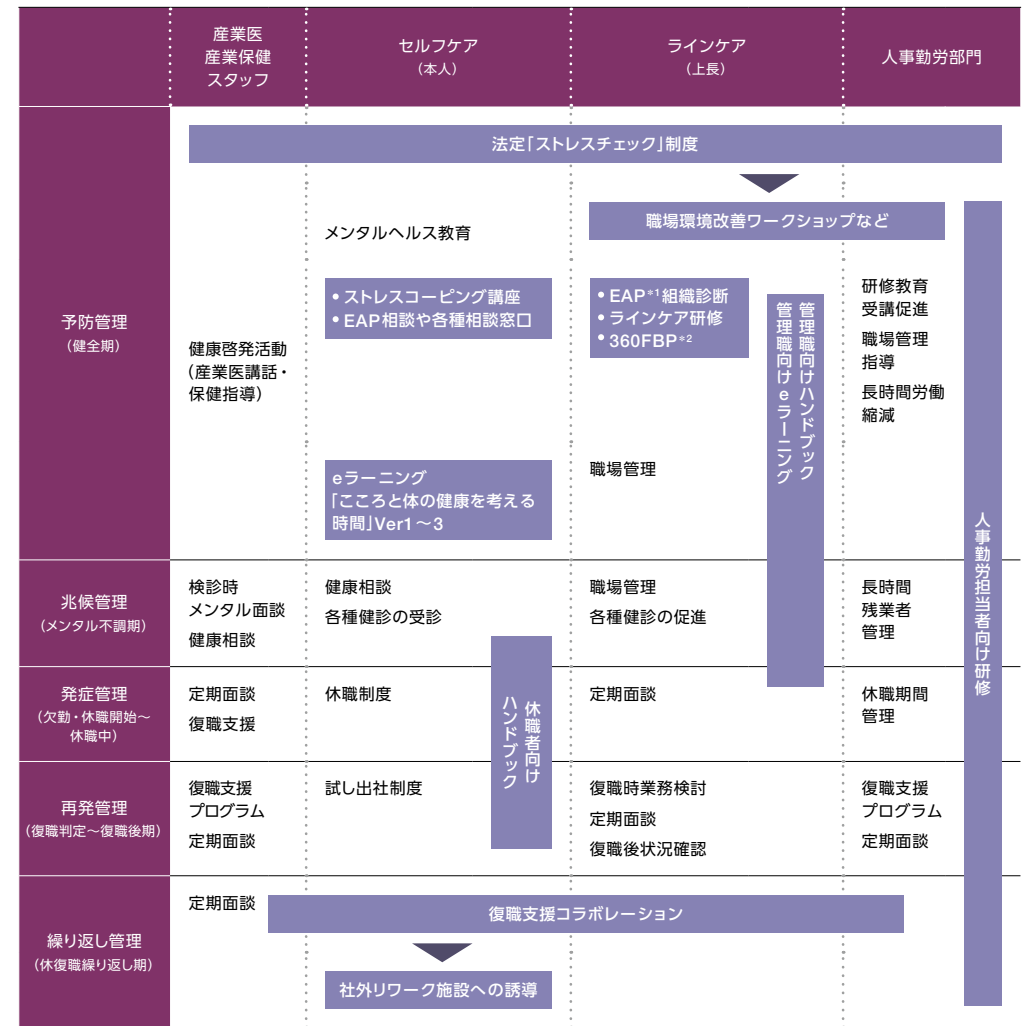 産業医
産業保健
スタッフ
セルフケア
（本人）
ラインケア
（上長）
人事勤労部門
予防管理
（健全期）
法定「ストレスチェック」制度
健康啓発活動
（産業医講話・
保健指導）
メンタルヘルス教育
• ストレスコーピング講座
• EAP相談や各種相談窓口
eラーニング
「こころと体の健康を考える
時間」Ver1～3
職場環境改善ワークショップなど
• EAP*1組織診断
• ラインケア研修
• 360FBP*2
職場管理
管理職向けハンドブック
管理職向けeラーニング
研修教育
受講促進
職場管理
指導
長時間労働
縮減
人事勤労担当者向け研修
兆候管理
（メンタル不調期）
検診時
メンタル面談
健康相談
健康相談
各種健診の受診
職場管理
各種健診の促進
長時間
残業者
管理
発症管理
（欠勤・休職開始～
休職中）
定期面談
復職支援
休職制度
休職者向け
ハンドブック
定期面談
休職期間
管理
再発管理
（復職判定～復職後期）
復職支援
プログラム
定期面談
試し出社制度
復職時業務検討
定期面談
復職後状況確認
復職支援
プログラム
定期面談
繰り返し管理
（休復職繰り返し期）
定期面談
復職支援コラボレーション
社外リワーク施設への誘導